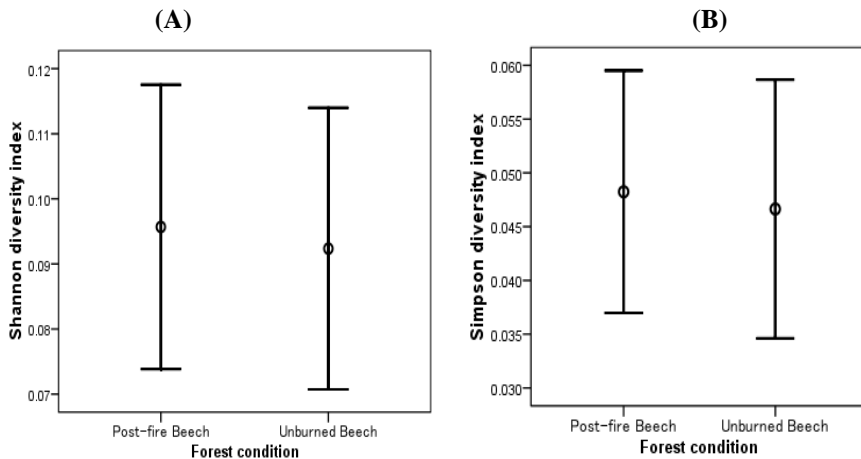 (A)
Shannon diversity index
0.12
0.11
0.10
0.09
0.08
0.07
Post-fire Beech Unburned Beech
Forest condition
(B)
Simpson diversity index
0.060
0.055
0.050
0.045
0.040
0.035
0.030
Post-fire Beech Unburned Beech
Forest condition